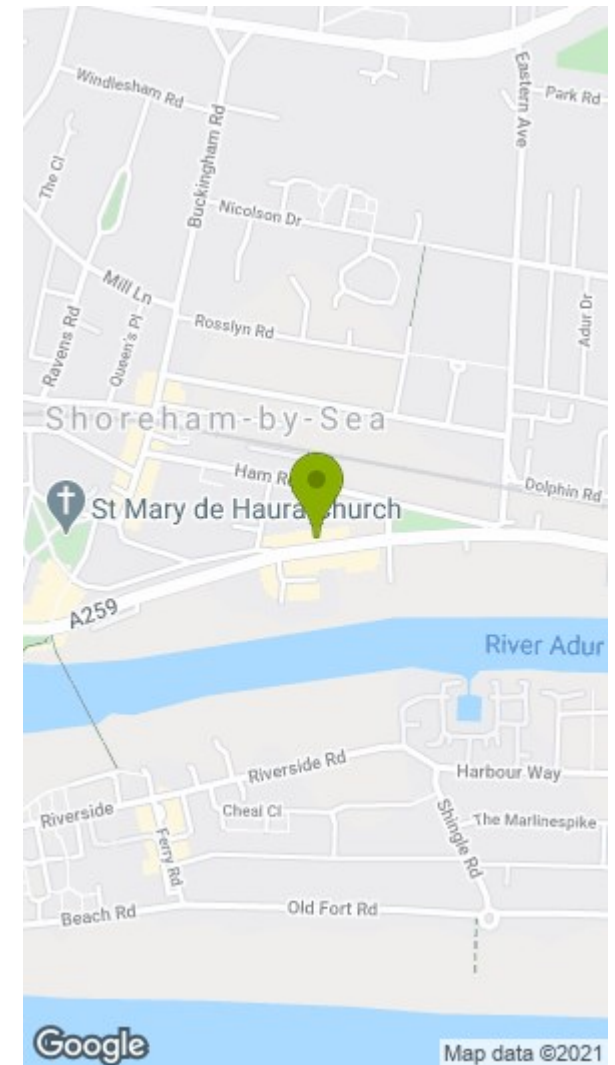 Windlesham Rd
Eastern Ave
Park Rd
The Cl
Buckingham Rd
Nicolson Dr
Mill Ln
Ravens Rd
Queen's Pl
Rosslyn Rd
Adur Dr
Shoreham-by-Sea
Ham
Dolphin Rd
St Mary de Haura
hurch
A259
River Adur
Riverside Rd
Harbour Way
Riverside
Cheal Cl
The Marlinespike
Ferry Rd
Shingle Rd
Beach Rd
Old Fort Rd
Google
Map data ©2021